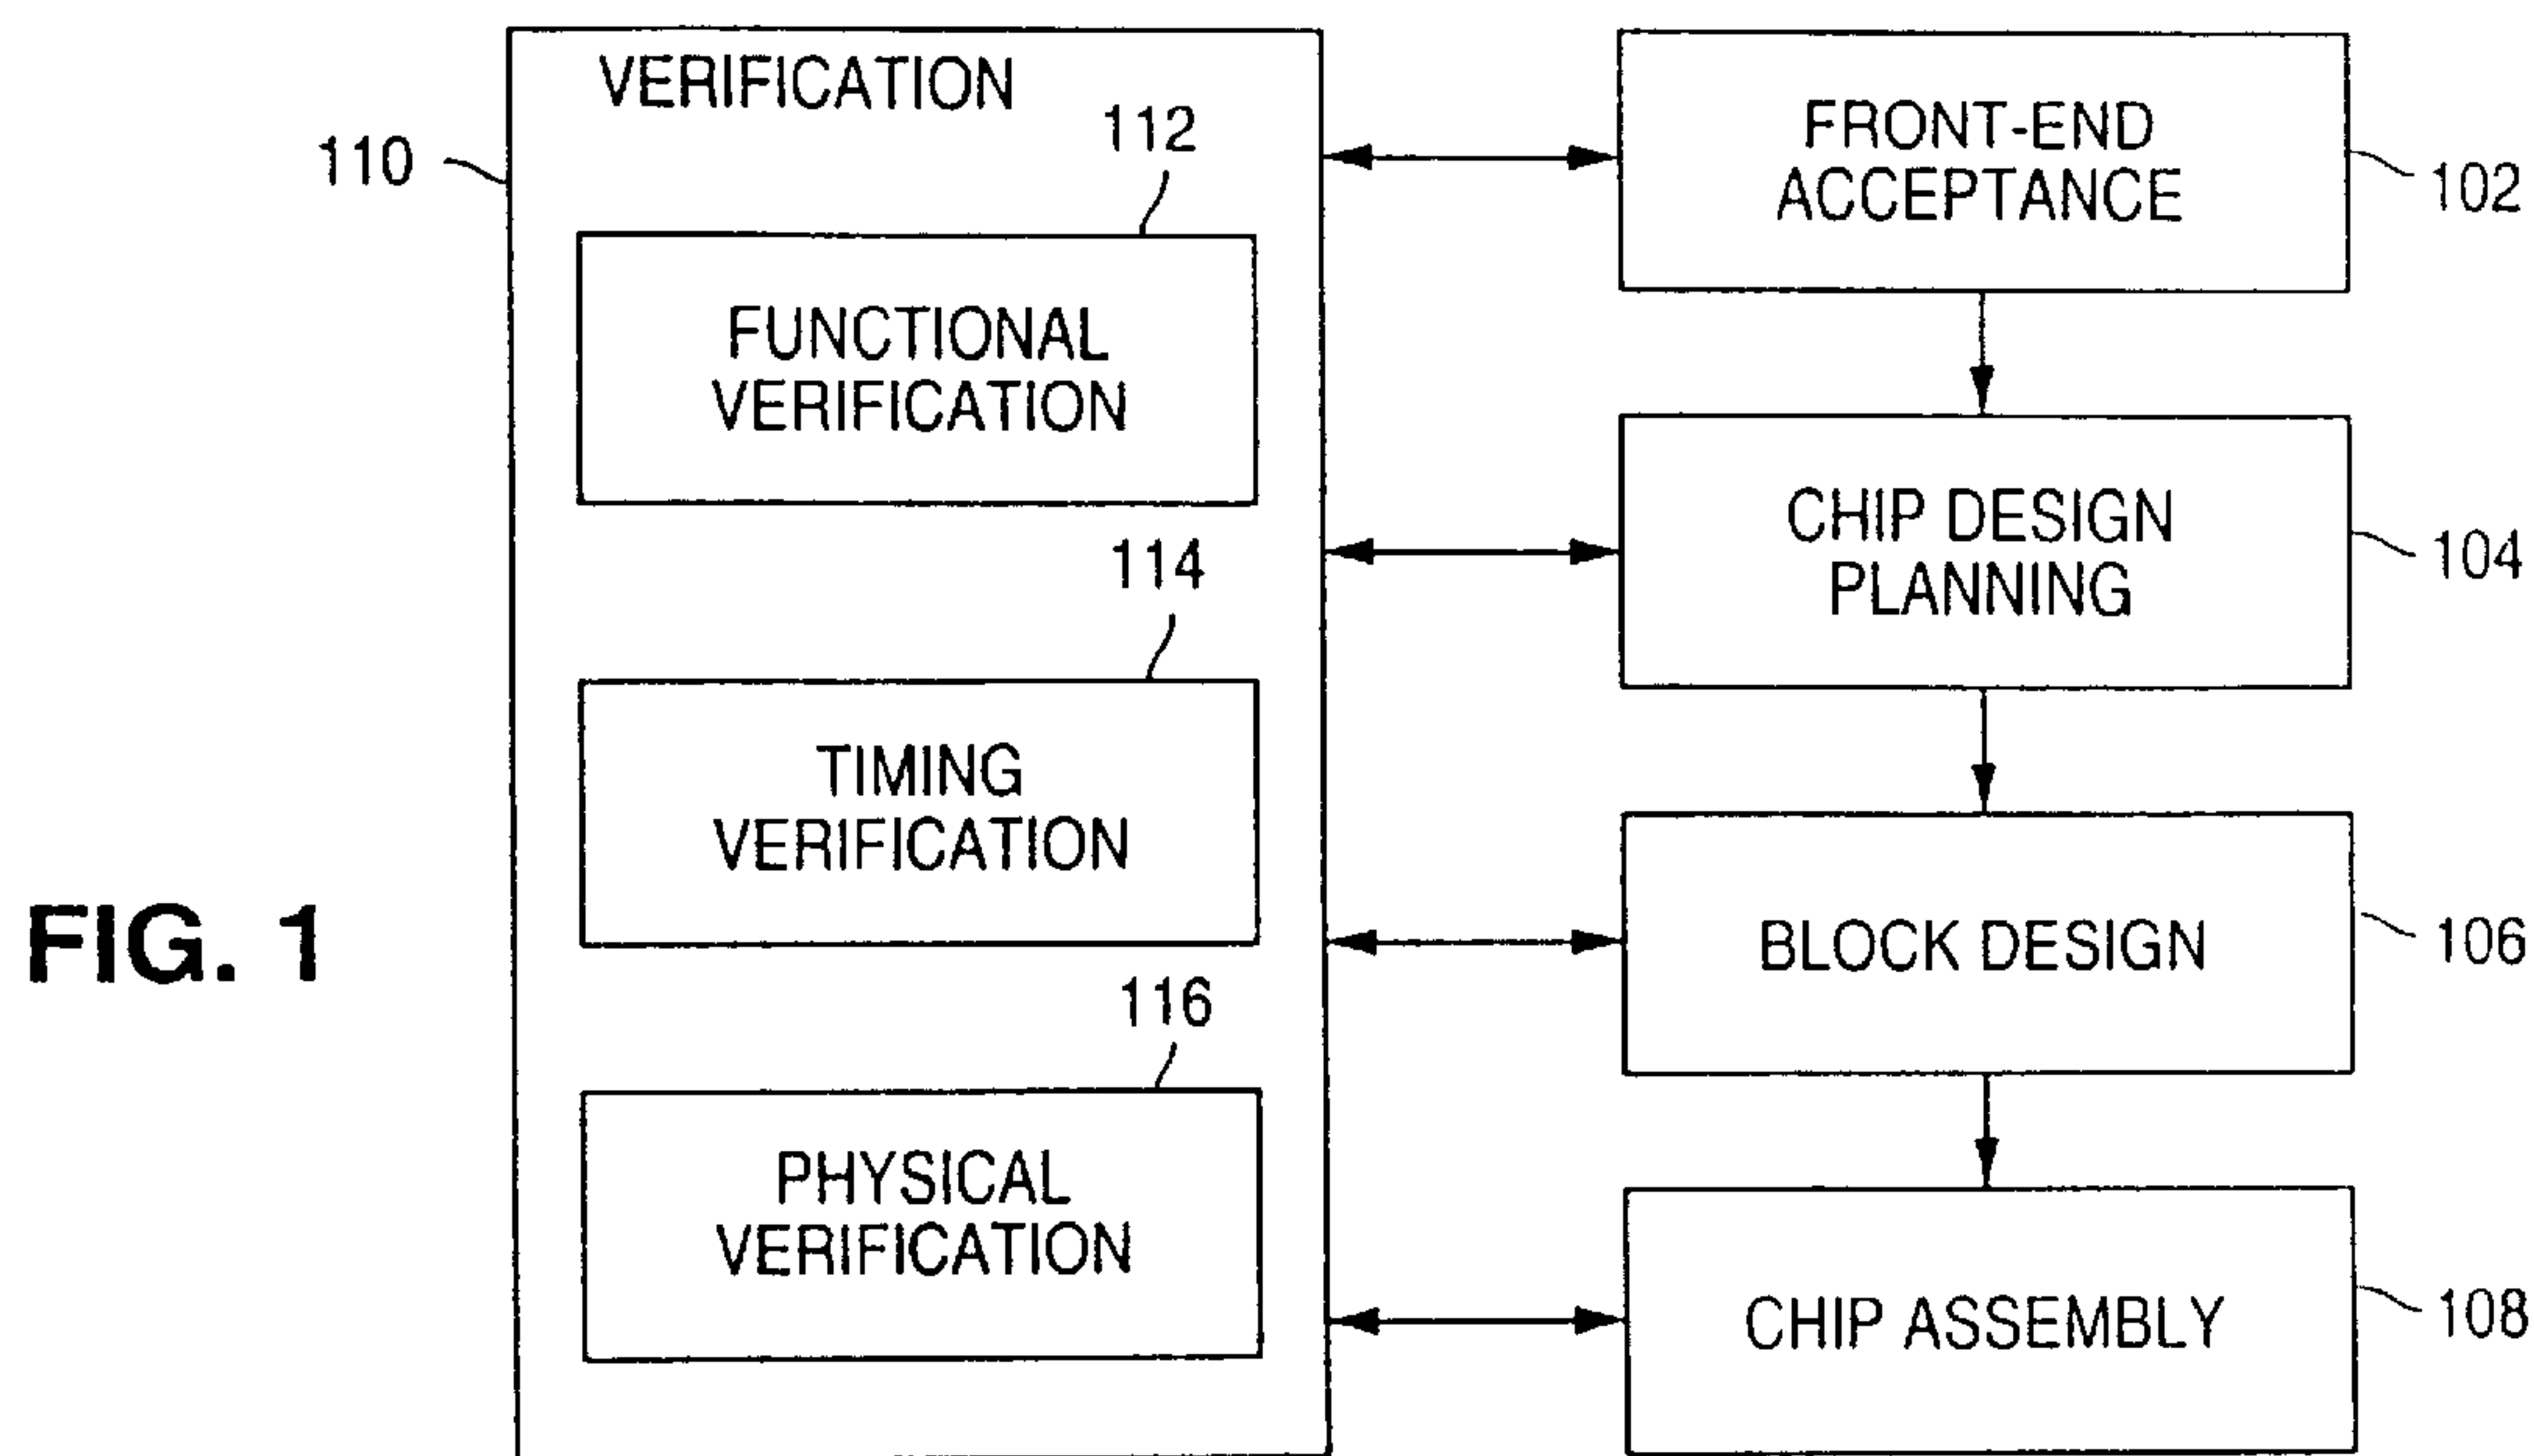 VERIFICATION
110
112
FUNCTIONAL
VERIFICATION
114
TIMING
VERIFICATION
116
PHYSICAL
VERIFICATION
FRONT-END
ACCEPTANCE
102
CHIP DESIGN
PLANNING
104
BLOCK DESIGN
106
CHIP ASSEMBLY
108
FIG. 1